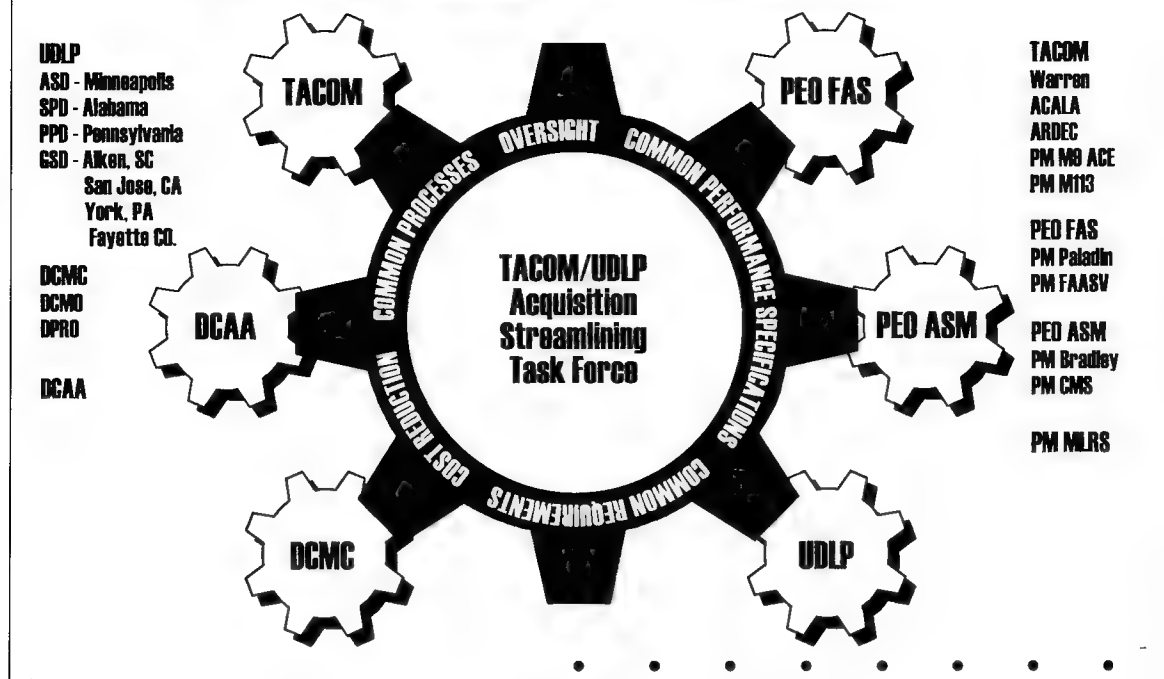 UDLP
ASD - Minneapolis
SPD - Alabama
PPD - Pennsylvania
GSD - Aiken, SC
San Jose, CA
York, PA
Fayette CO.
DCMC
DCMO
DPRO
DCAA
TACOM
PEO FAS
DCAA
PEO ASM
DCMC
UDLP
OVERSIGHT
COMMON PERFORMANCE SPECIFICATIONS
COMMON REQUIREMENTS
COST REDUCTION
COMMON PROCESSES
TACOM/UDLP
Acquisition
Streamlining
Task Force
TACOM
Warren
ACALA
ARDEC
PM M9 ACE
PM M113
PEO FAS
PM Paladin
PM FAASV
PEO ASM
PM Bradley
PM CMS
PM MLRS